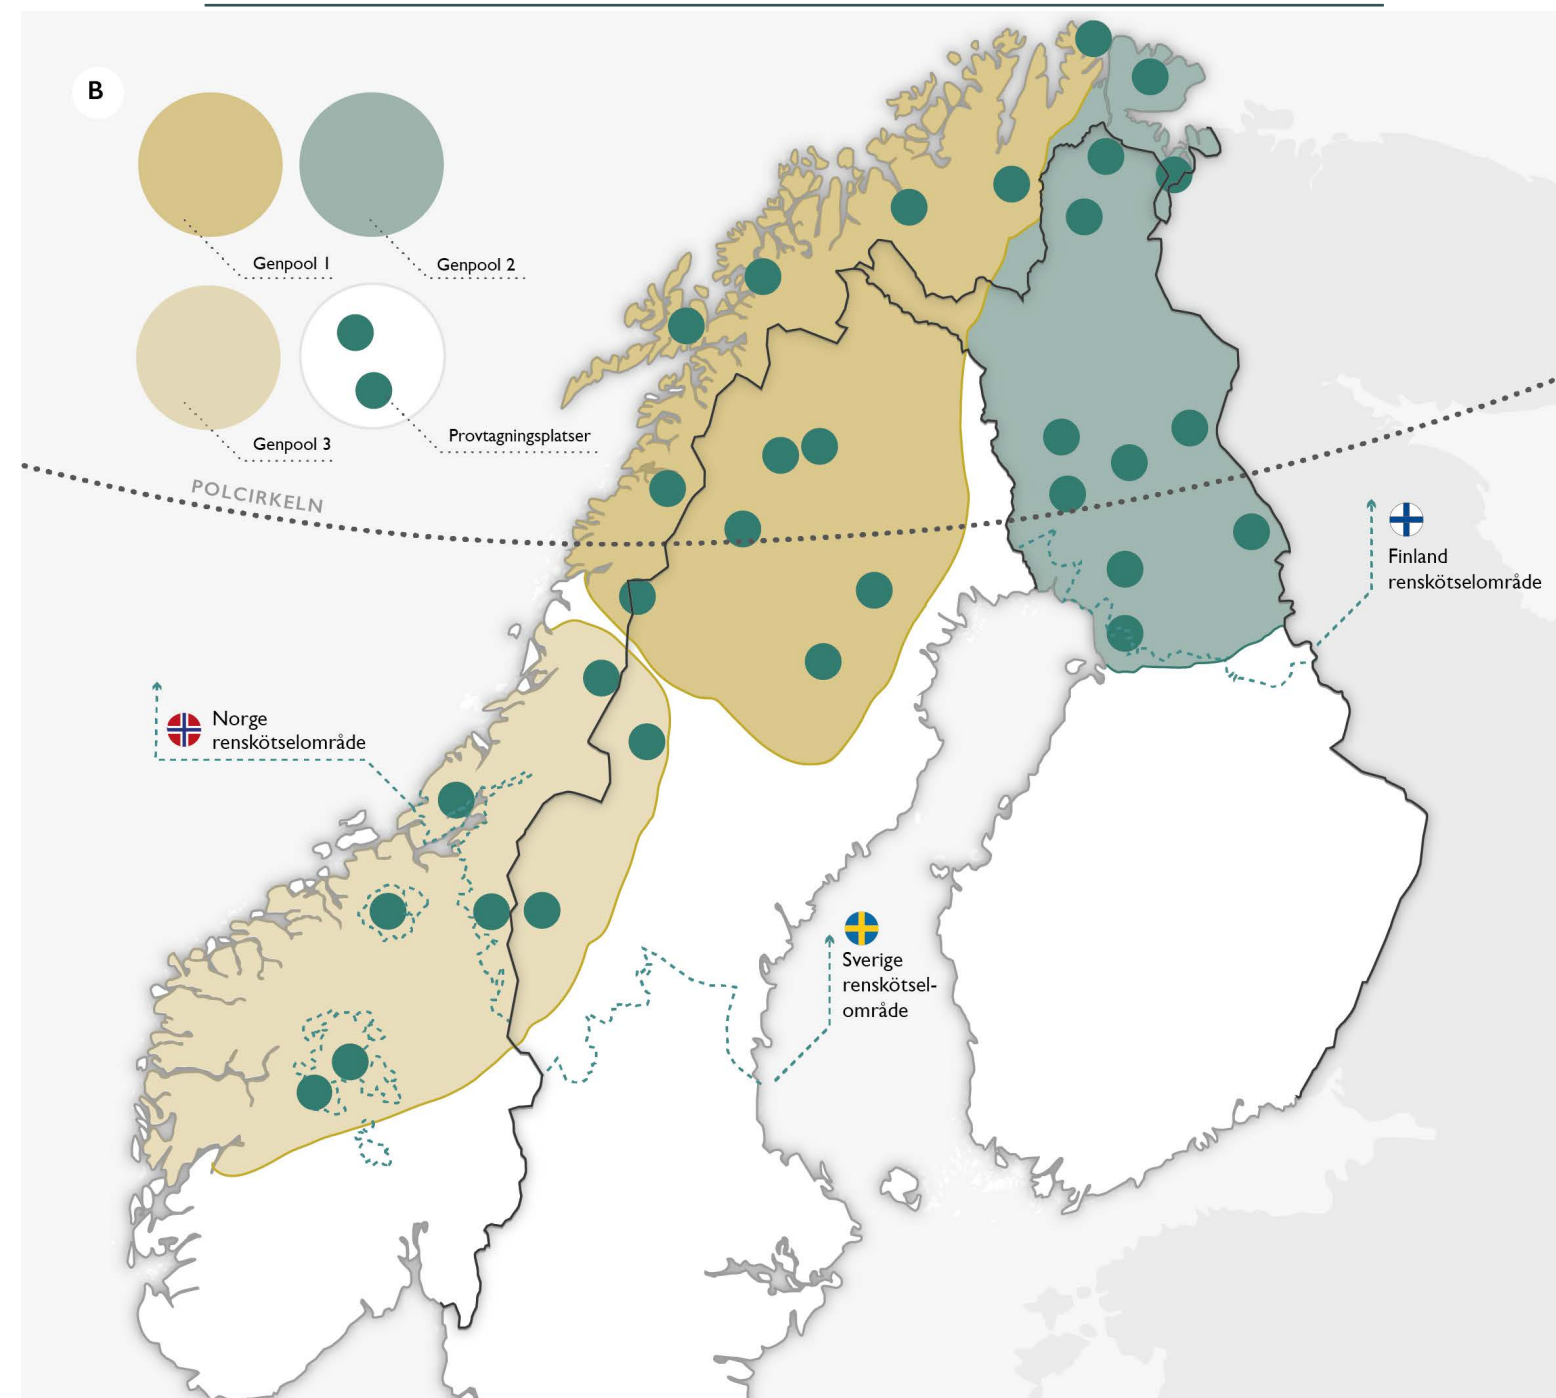 B
Genpool 1
Genpool 2
Genpool 3
Provtagningsplatser
POLCIRKELN
Finland
renskötselområde
Norge
renskötselområde
Sverige
renskötsel-
område